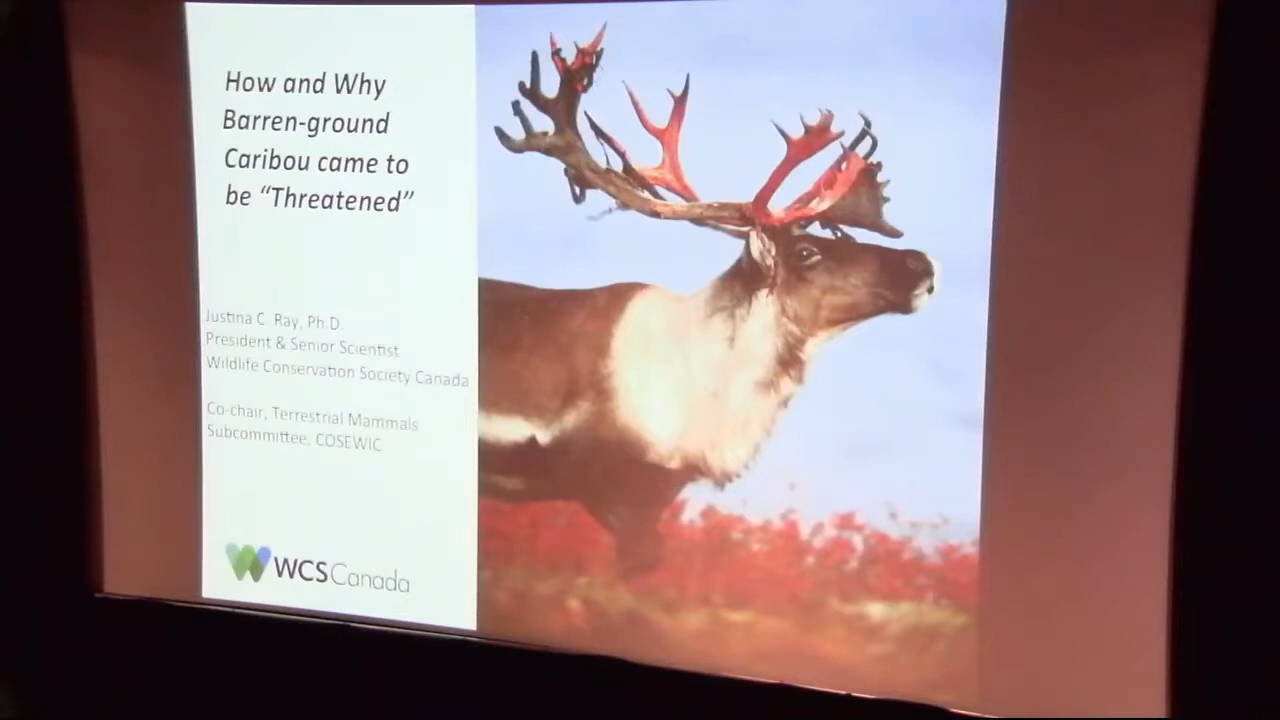 How and Why
Barren-ground
Caribou came to
be “Threatened”
Justina C. Ray, Ph.D.
President & Senior Scientist
Wildlife Conservation Society Canada
Co-chair, Terrestrial Mammals
Subcommittee, COSEWIC
WCS Canada